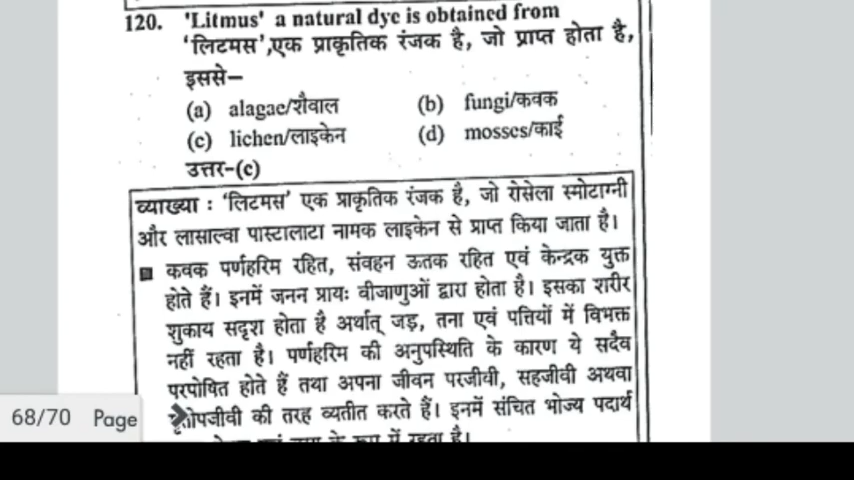 120. 'Litmus' a natural dye is obtained from
'लिटमस',एक प्राकृतिक रंजक है, जो प्राप्त होता है,
इससे–
(a) alagae/शैवाल (b) fungi/कवक
(c) lichen/लाइकेन (d) mosses/काई
उत्तर-(c)
व्याख्या : 'लिटमस' एक प्राकृतिक रंजक है, जो रोसेला स्मोटाग्नी
और लासाल्वा पास्टालाटा नामक लाइकेन से प्राप्त किया जाता है।
कवक पर्णहरिम रहित, संवहन ऊतक रहित एवं केन्द्रक युक्त
होते हैं। इनमें जनन प्रायः वीजाणुओं द्वारा होता है। इसका शरीर
शुकाय सदृश होता है अर्थात् जड़, तना एवं पत्तियों में विभक्त
नहीं रहता है। पर्णहरिम की अनुपस्थिति के कारण ये सदैव
परपोषित होते हैं तथा अपना जीवन परजीवी, सहजीवी अथवा
की तरह व्यतीत करते हैं। इनमें संचित भोज्य पदार्थ
के रूप में रहता है।
68/70 Page